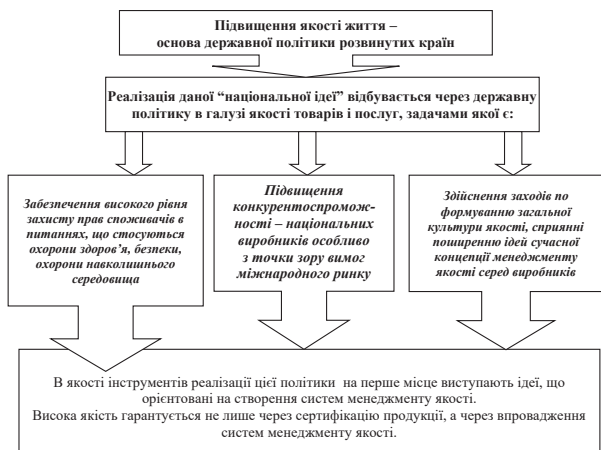 Підвищення якості життя –
основа державної політики розвинутих країн
Реалізація даної “національної ідеї” відбувається через державну
політику в галузі якості товарів і послуг, задачами якої є:
Забезпечення високого рівня
захисту прав споживачів в
питаннях, що стосуються
охорони здоров’я, безпеки,
охорони навколишнього
середовища
Підвищення
конкурентоспромож-
ності – національних
виробників особливо
з точки зору вимог
міжнародного ринку
Здійснення заходів по
формуванню загальної
культури якості, сприянні
поширенню ідей сучасної
концепції менеджменту
якості серед виробників
В якості інструментів реалізації цієї політики на перше місце виступають ідеї, що
орієнтовані на створення систем менеджменту якості.
Висока якість гарантується не лише через сертифікацію продукції, а через впровадження
систем менеджменту якості.